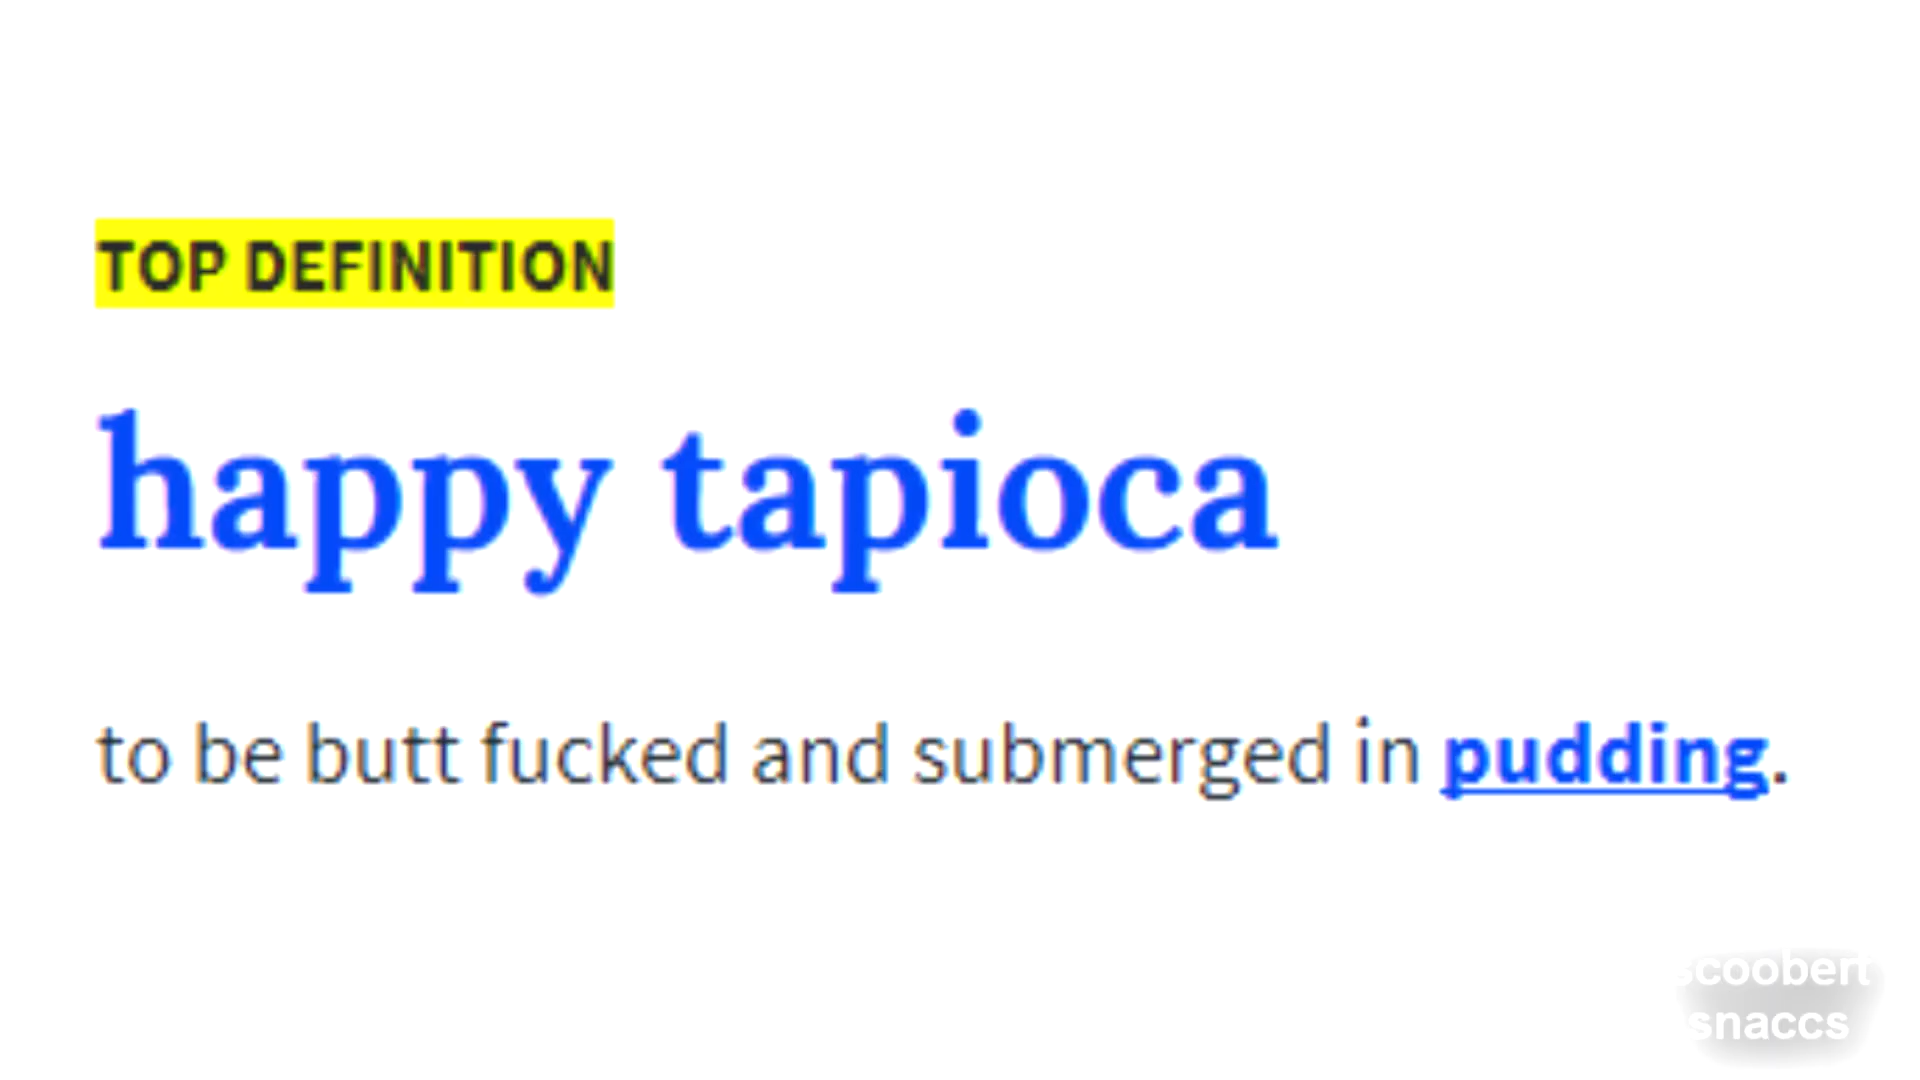 TOP DEFINITION
happy tapioca
to be butt fucked and submerged in pudding.
scoobert
snaccs